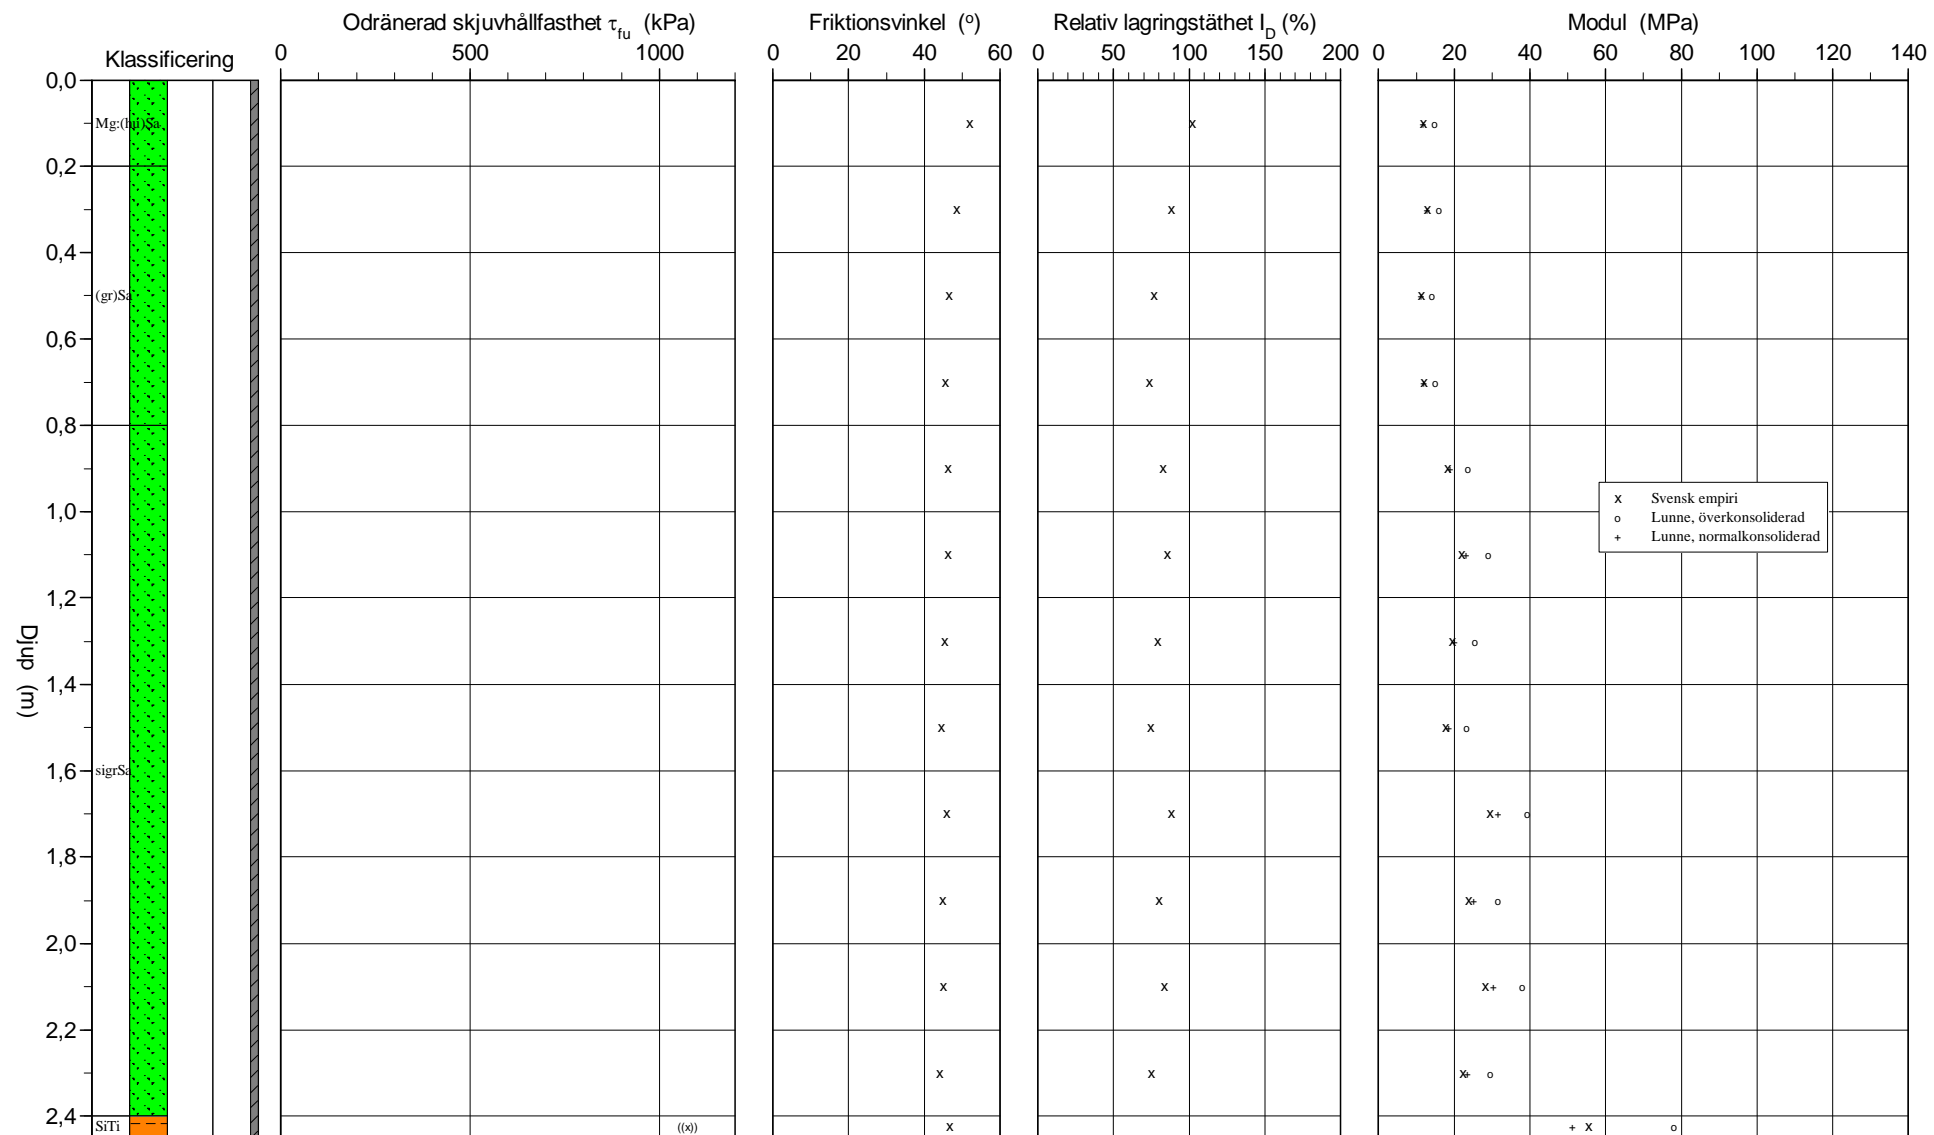 Odränerad skjuvhållfasthet τfu (kPa)
Friktionsvinkel (º)
Relativ lagringstäthet ID (%)
Modul (MPa)
Klassificering
0 500 1000
0 20 40 60
0 50 100 150 200
0 20 40 60 80 100 120 140
0,0
Mg:(hu)Sa
0,2
0,4
(gr)Sa
0,6
0,8
1,0
x Svensk empiri
o Lunne, överkonsoliderad
+ Lunne, normalkonsoliderad
1,2
Djup (m)
1,4
1,6
sigrSa
1,8
2,0
2,2
2,4
SiTi
((x))